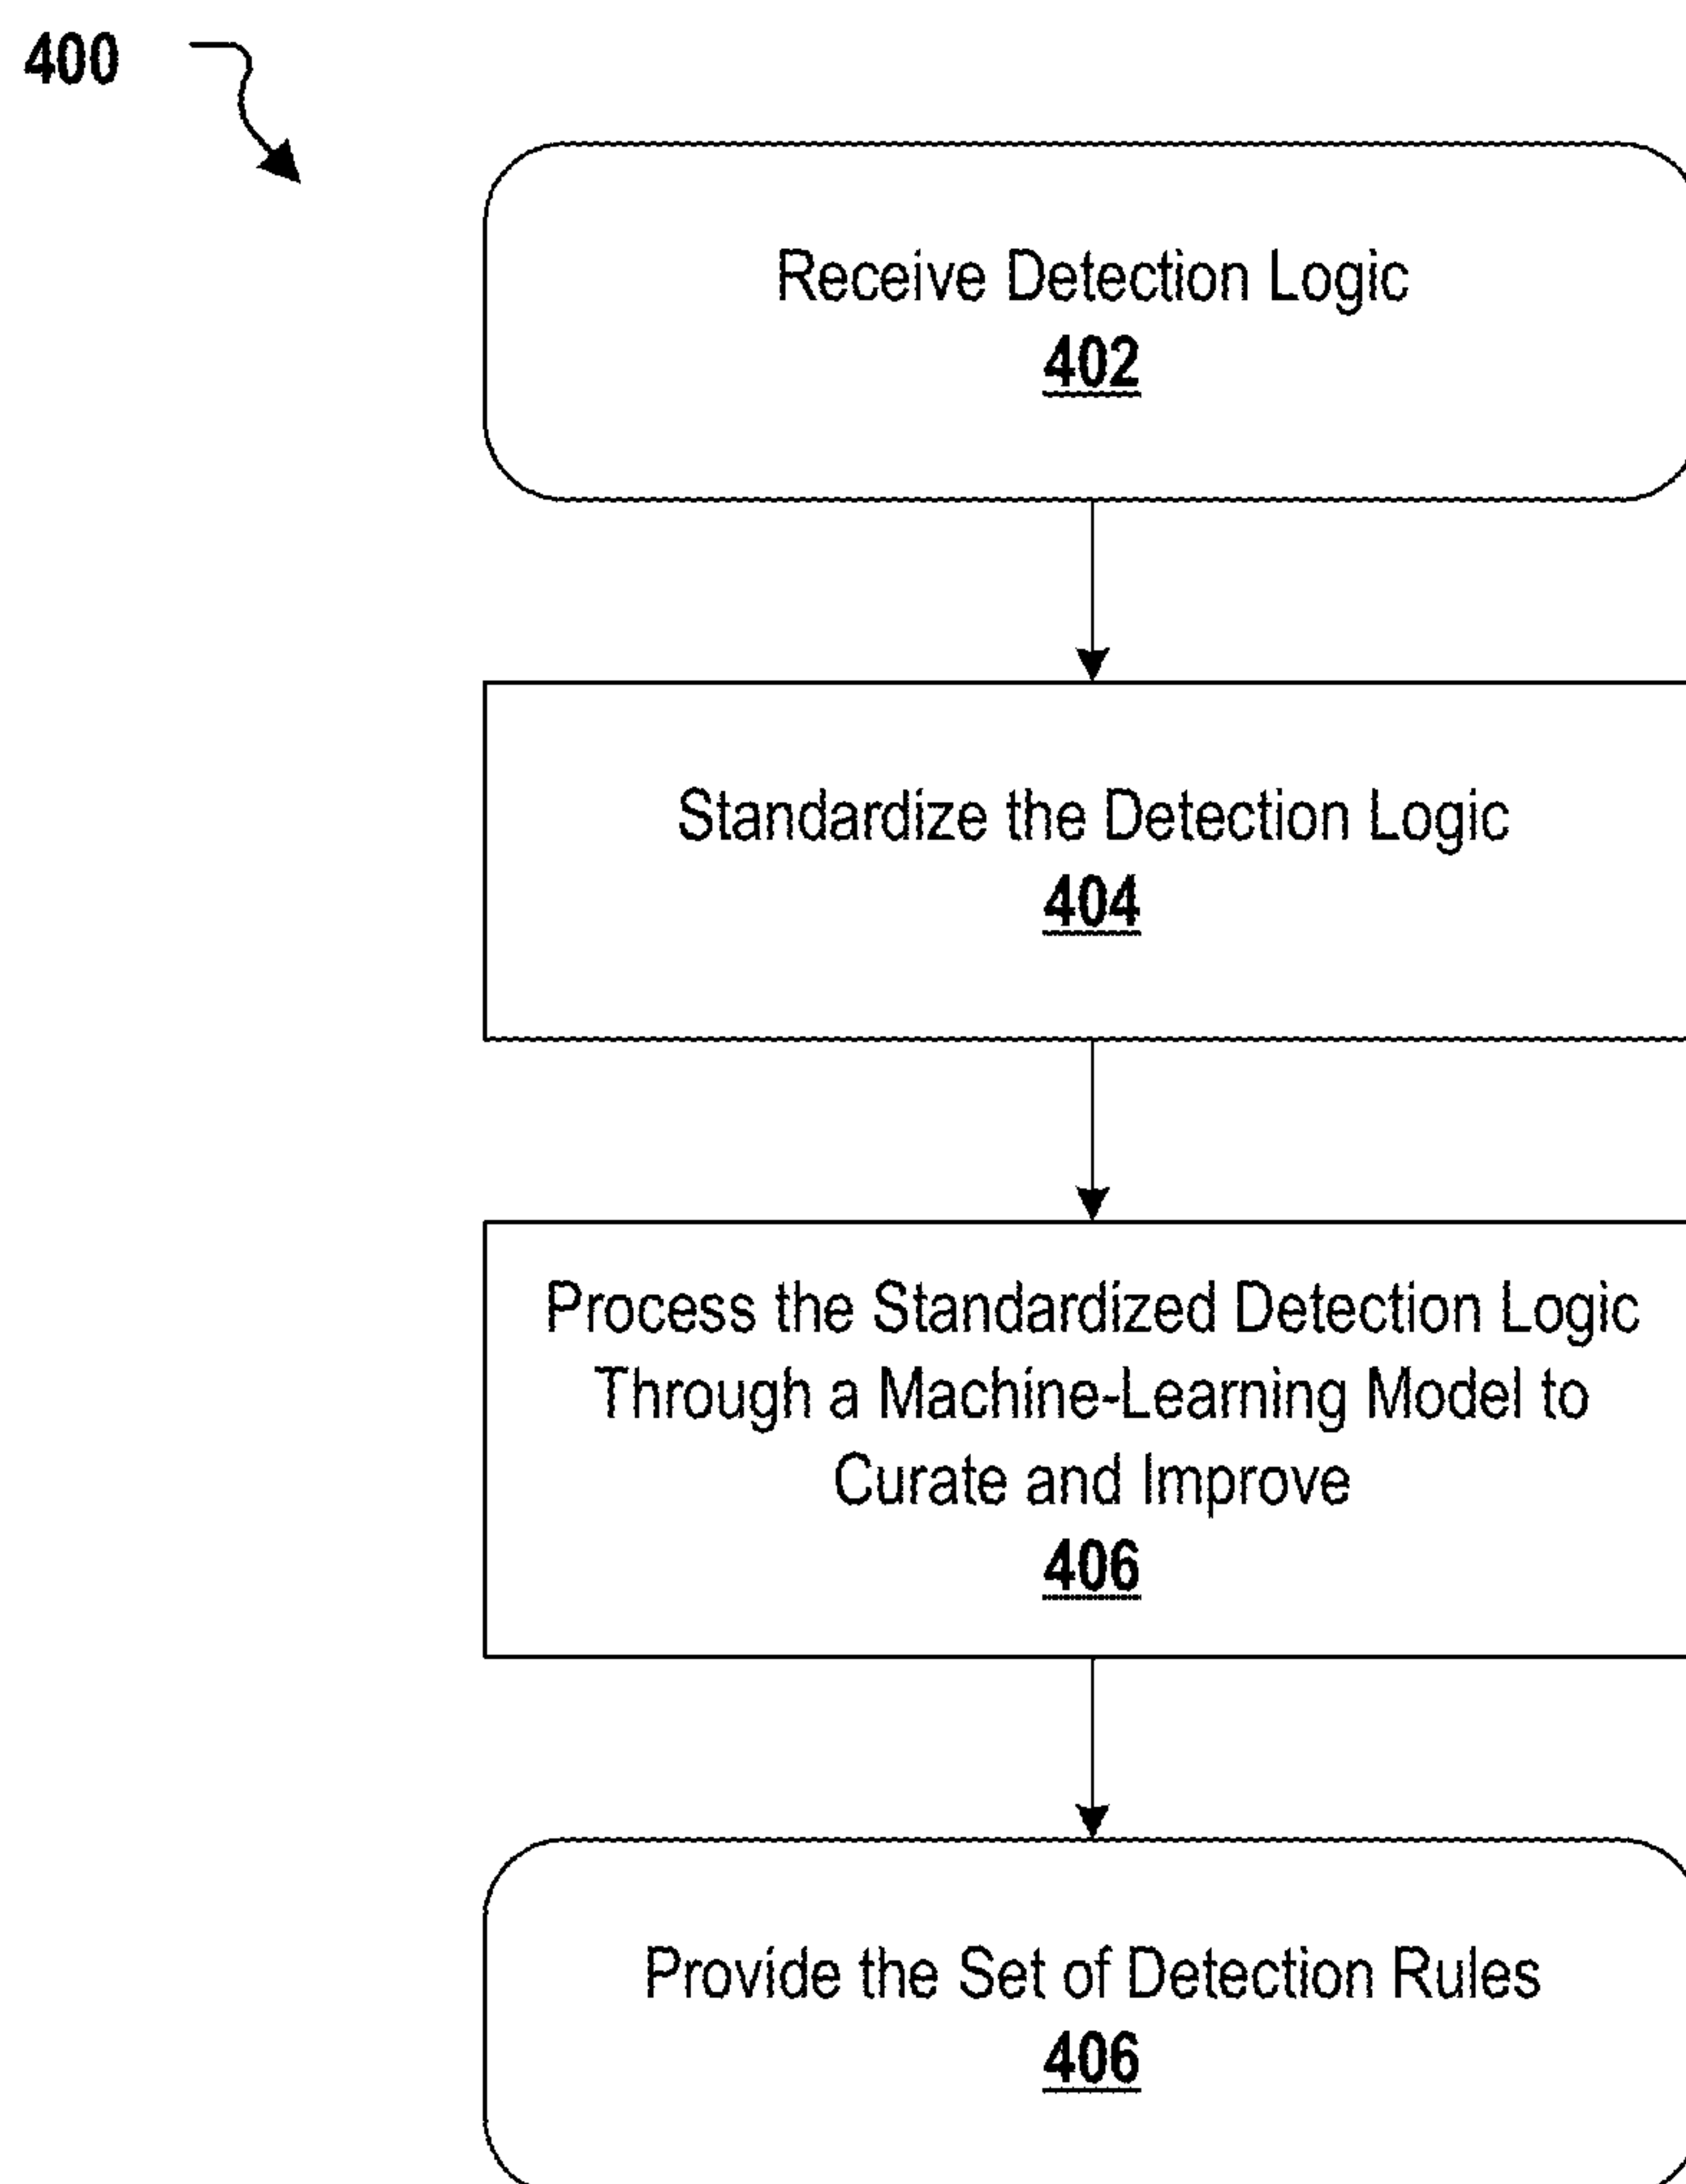 400
Receive Detection Logic
402
Standardize the Detection Logic
404
Process the Standardized Detection Logic
Through a Machine-Learning Model to
Curate and Improve
406
Provide the Set of Detection Rules
406